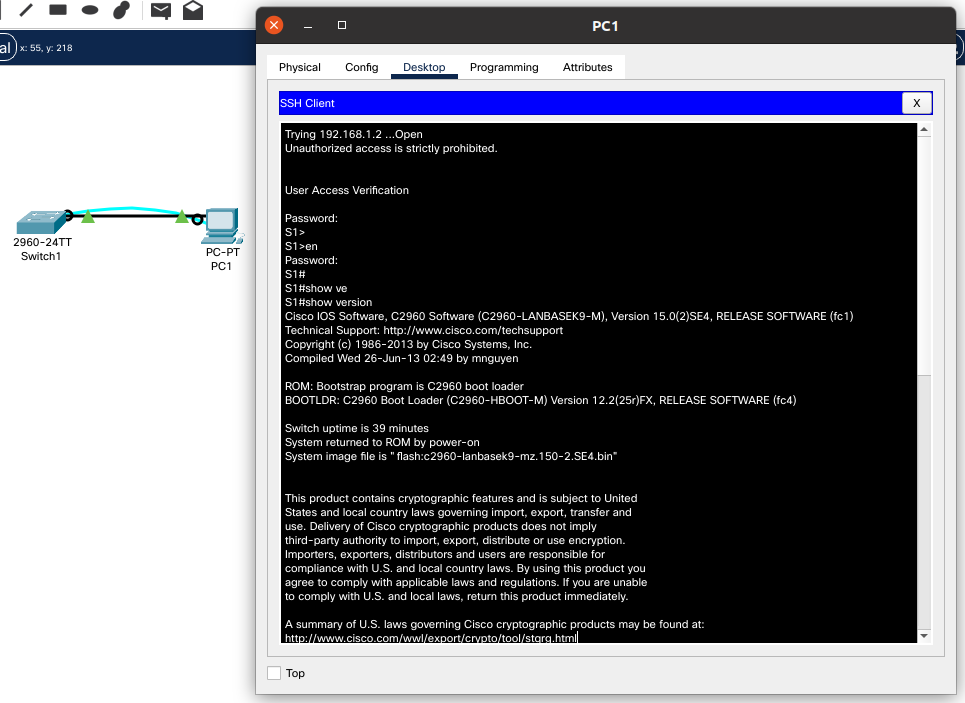 al
x: 55, y: 218
PC1
Physical
Config
Desktop
Programming
Attributes
SSH Client
X
Trying 192.168.1.2 ...Open
Unauthorized access is strictly prohibited.
User Access Verification
Password:
S1>
S1>en
Password:
S1#
S1#show ve
S1#show version
Cisco IOS Software, C2960 Software (C2960-LANBASEK9-M), Version 15.0(2)SE4, RELEASE SOFTWARE (fc1)
Technical Support: http://www.cisco.com/techsupport
Copyright (c) 1986-2013 by Cisco Systems, Inc.
Compiled Wed 26-Jun-13 02:49 by mnguyen
ROM: Bootstrap program is C2960 boot loader
BOOTLDR: C2960 Boot Loader (C2960-HBOOT-M) Version 12.2(25r)FX, RELEASE SOFTWARE (fc4)
Switch uptime is 39 minutes
System returned to ROM by power-on
System image file is "flash:c2960-lanbasek9-mz.150-2.SE4.bin"
This product contains cryptographic features and is subject to United
States and local country laws governing import, export, transfer and
use. Delivery of Cisco cryptographic products does not imply
third-party authority to import, export, distribute or use encryption.
Importers, exporters, distributors and users are responsible for
compliance with U.S. and local country laws. By using this product you
agree to comply with applicable laws and regulations. If you are unable
to comply with U.S. and local laws, return this product immediately.
A summary of U.S. laws governing Cisco cryptographic products may be found at:
http://www.cisco.com/wwl/export/crypto/tool/stqrg.html
Top
2960-24TT
Switch1
PC-PT
PC1